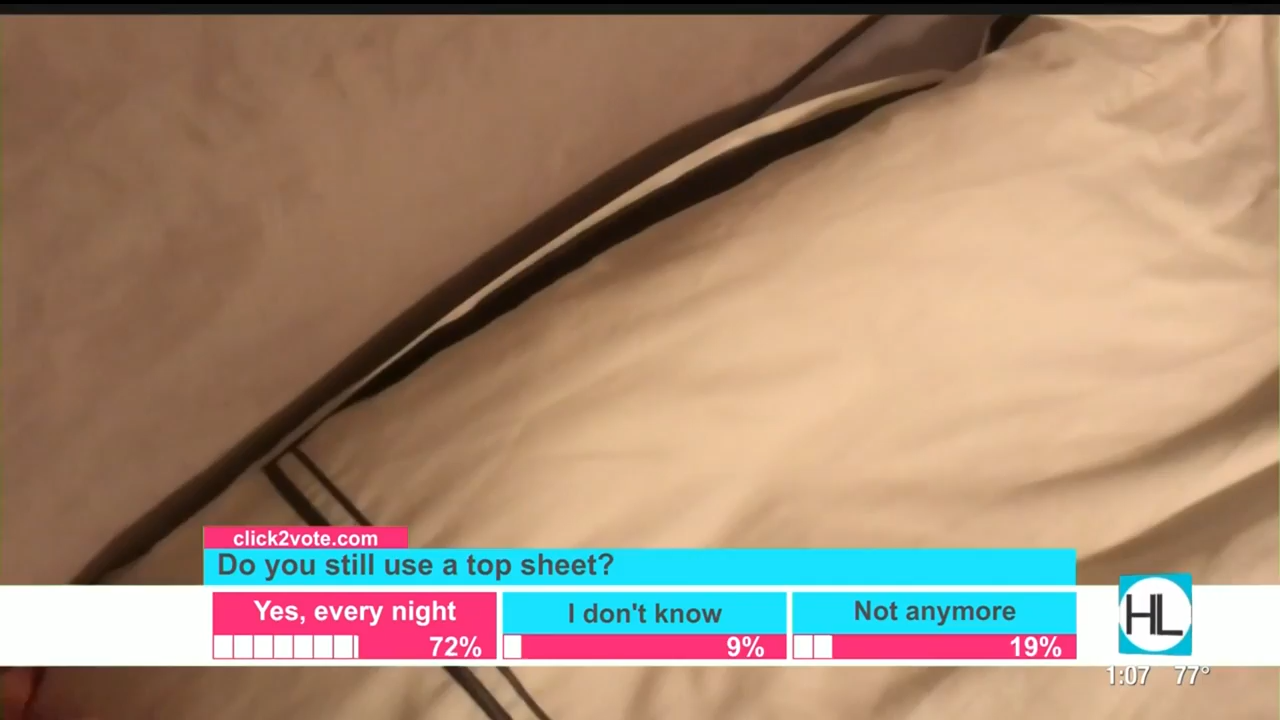 click2vote.com
Do you still use a top sheet?
Yes, every night
72%
I don't know
9%
Not anymore
19%
HL
1:07 77°